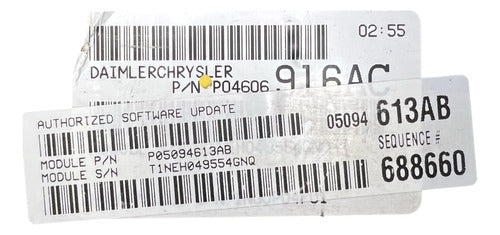 02:55
DAIMLERCHRYSLER
P/N P04606 916AC
AUTHORIZED SOFTWARE UPDATE
05094 613AB
SEQUENCE #
688660
MODULE P/N P05094613AB
MODULE S/N T1NEH049554GNQ